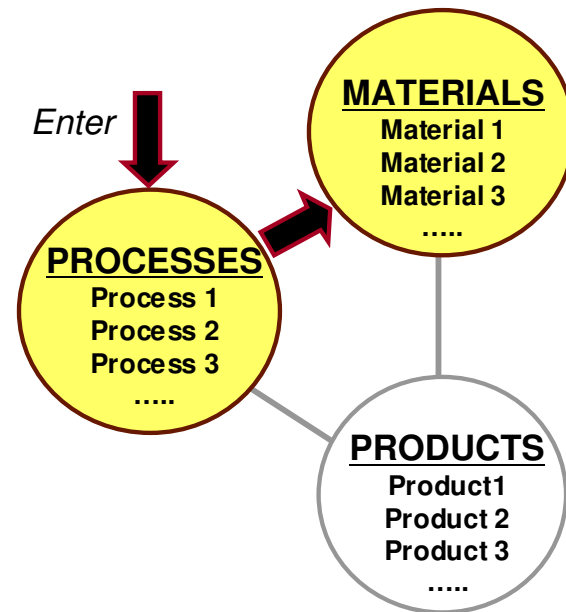 Enter
PROCESSES
Process 1
Process 2
Process 3
…..
MATERIALS
Material 1
Material 2
Material 3
…..
PRODUCTS
Product1
Product 2
Product 3
…..